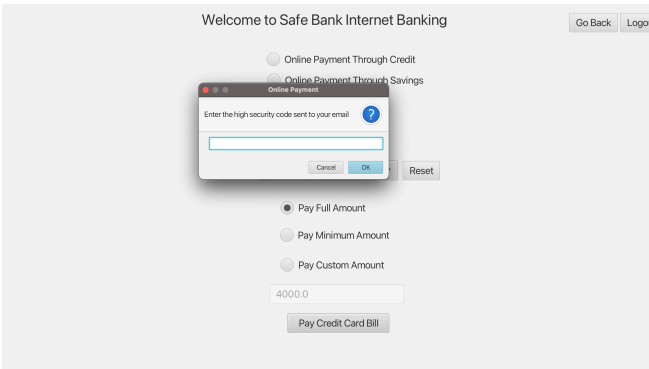 Welcome to Safe Bank Internet Banking
Go Back
Online Payment Through Credit
Online Payment Through Savings
Online Payment
Enter the high security code sent to your email
?
Cancel
OK
Reset
Pay Full Amount
Pay Minimum Amount
Pay Custom Amount
4000.0
Pay Credit Card Bill